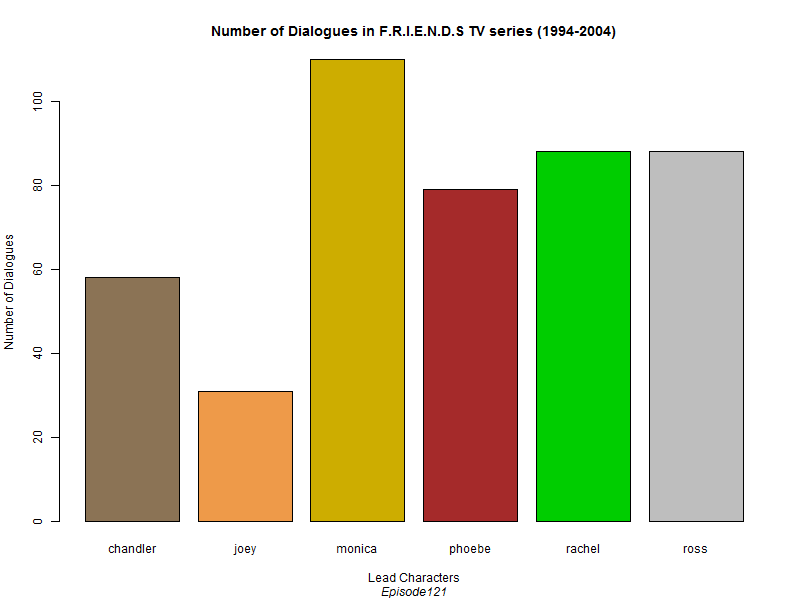 Number of Dialogues in F.R.I.E.N.D.S TV series (1994-2004)
Number of Dialogues
100
80
60
40
20
0
chandler joey monica phoebe rachel ross
Lead Characters
Episode121